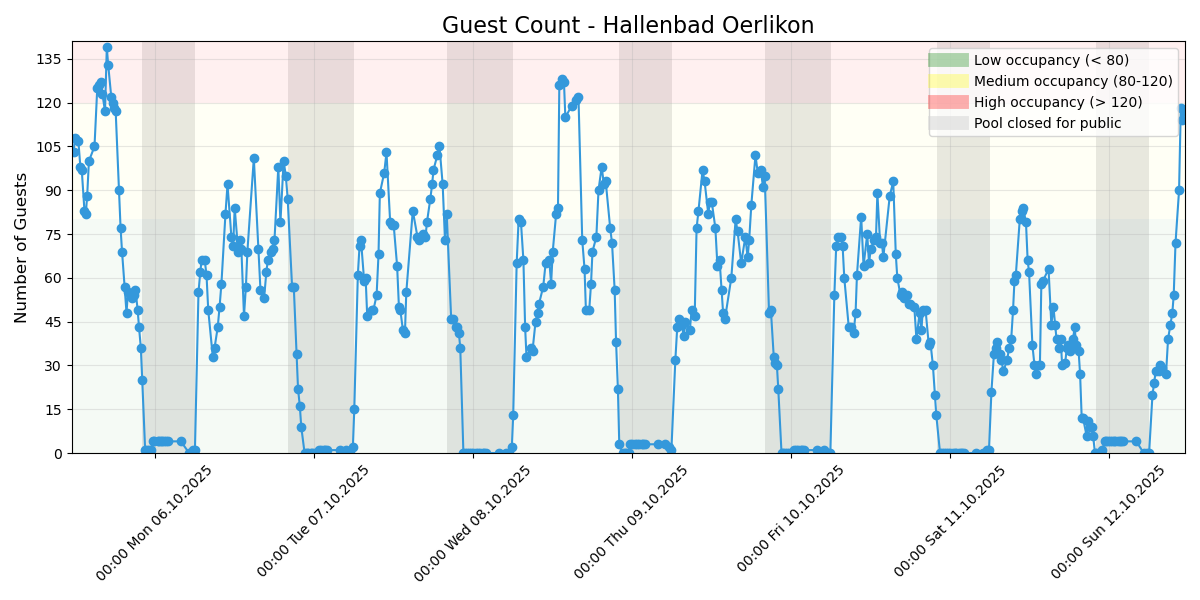 Guest Count - Hallenbad Oerlikon
Number of Guests
135
120
105
90
75
60
45
30
15
0
Low occupancy (< 80)
Medium occupancy (80-120)
High occupancy (> 120)
Pool closed for public
00:00 Mon 06.10.2025
00:00 Tue 07.10.2025
00:00 Wed 08.10.2025
00:00 Thu 09.10.2025
00:00 Fri 10.10.2025
00:00 Sat 11.10.2025
00:00 Sun 12.10.2025